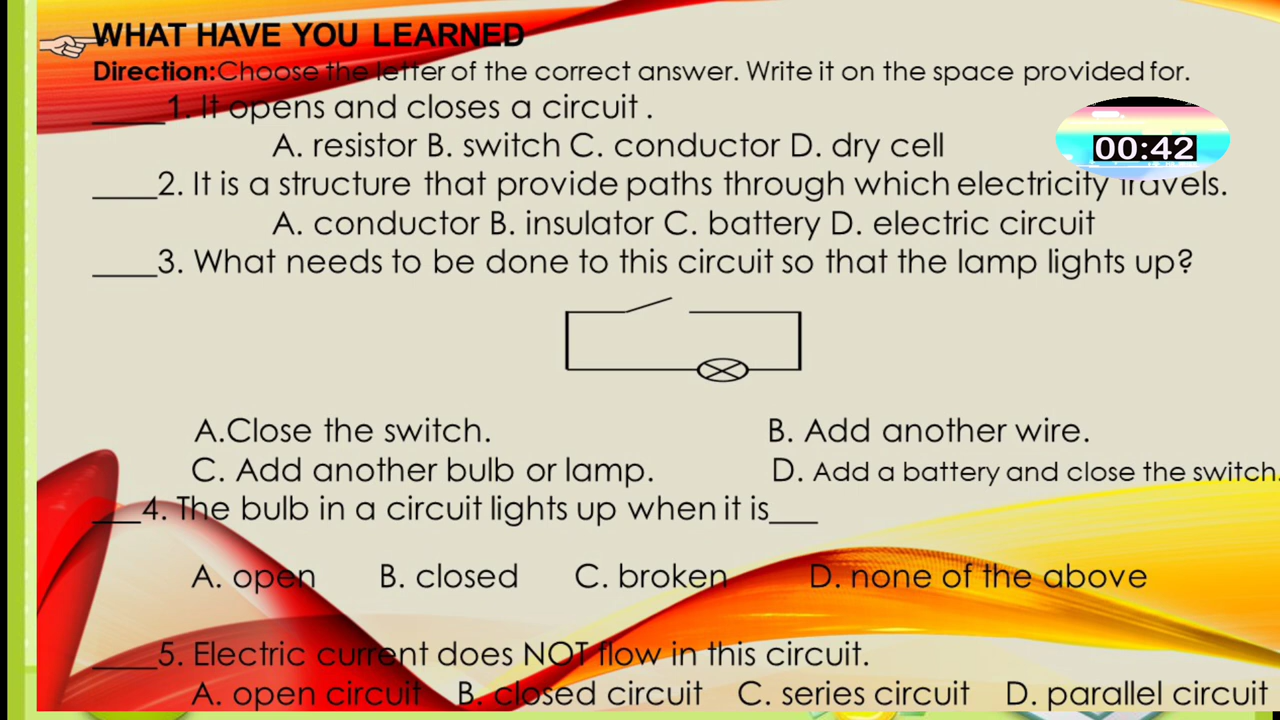 WHAT HAVE YOU LEARNED
Direction:Choose the letter of the correct answer. Write it on the space provided for.
_____1. It opens and closes a circuit .
A. resistor B. switch C. conductor D. dry cell
00:42
____2. It is a structure that provide paths through which electricity travels.
A. conductor B. insulator C. battery D. electric circuit
____3. What needs to be done to this circuit so that the lamp lights up?
A.Close the switch. B. Add another wire.
C. Add another bulb or lamp. D. Add a battery and close the switch.
___4. The bulb in a circuit lights up when it is___
A. open B. closed C. broken D. none of the above
____5. Electric current does NOT flow in this circuit.
A. open circuit B. closed circuit C. series circuit D. parallel circuit